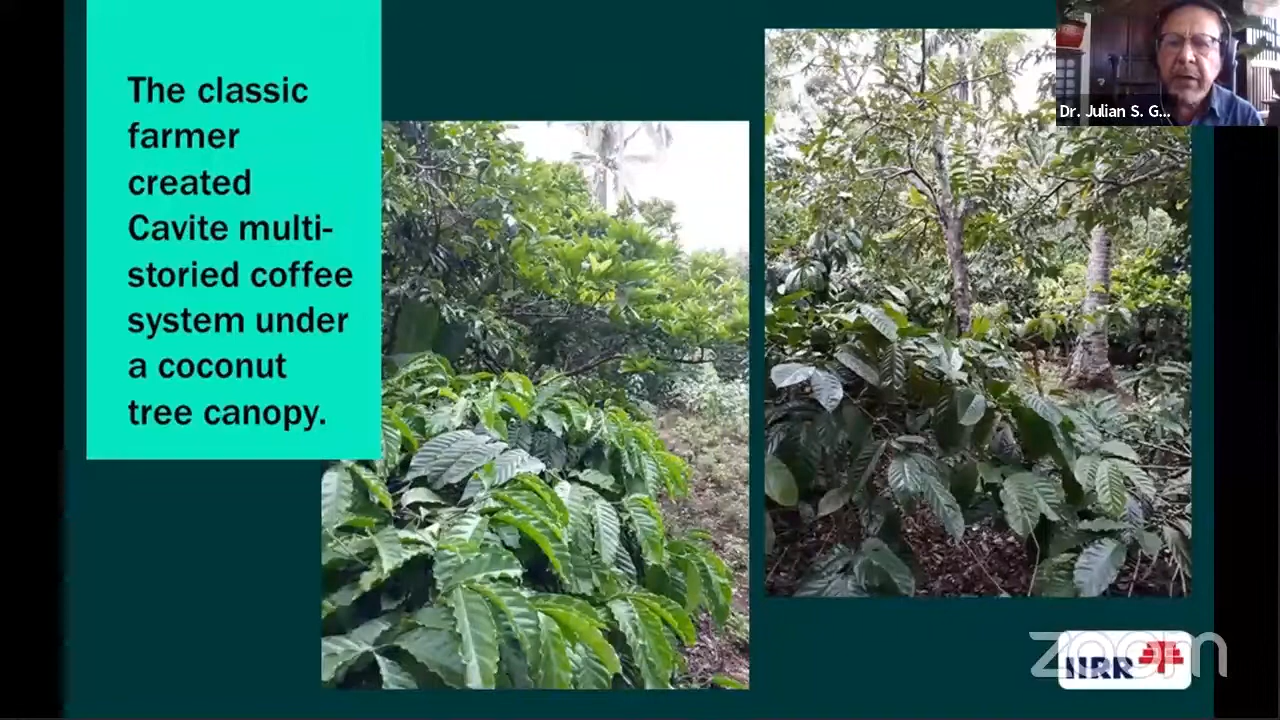 The classic
farmer
created
Cavite multi-
storied coffee
system under
a coconut
tree canopy.
Dr. Julian S. G...
zoom
IIRR